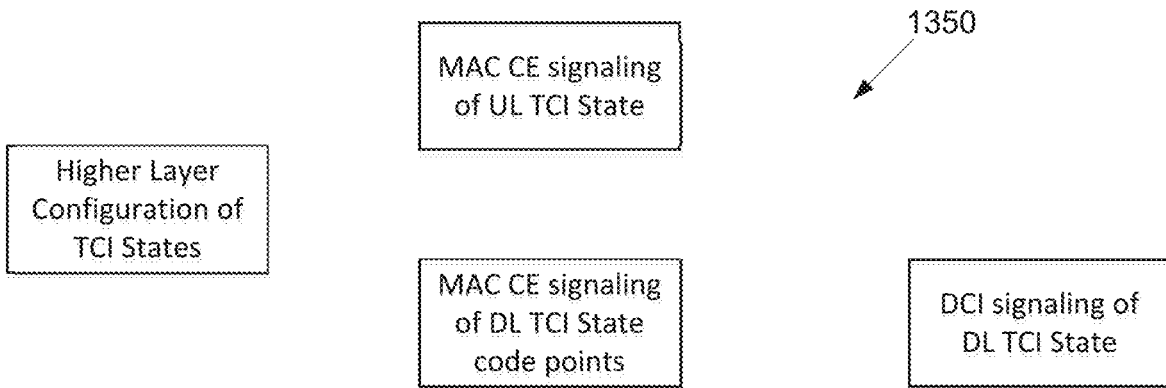 1350
MAC CE signaling
of UL TCI State
Higher Layer
Configuration of
TCI States
MAC CE signaling
of DL TCI State
code points
DCI signaling of
DL TCI State